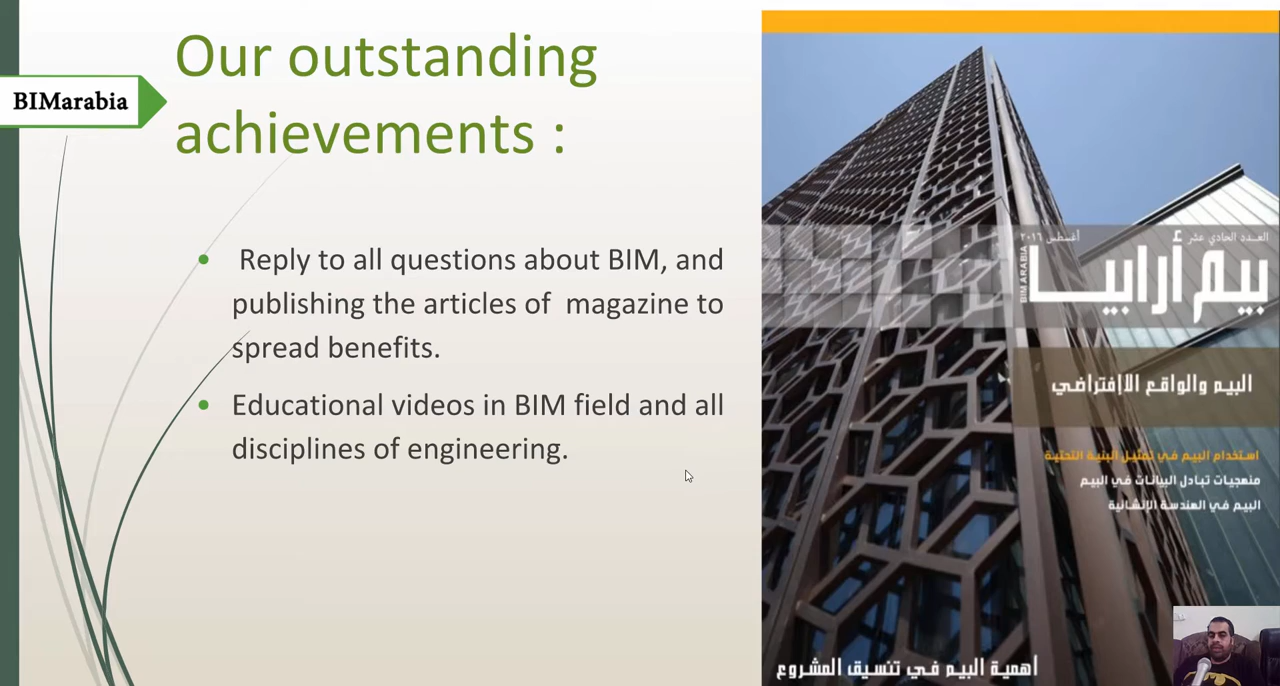 BIMarabia
Our outstanding
achievements :
Reply to all questions about BIM, and
publishing the articles of magazine to
spread benefits.
Educational videos in BIM field and all
disciplines of engineering.
العدد الحادي عشر
أغسطس ٢٠١٦
بيم أرابيا
BIM ARABIA
البيم والواقع الاإفتراضي
استخدام البيم في تمثيل البنية التحتية
منهجيات تبادل البيانات في البيم
البيم في الهندسة الإنشائية
أهمية البيم في تنسيق المشروع